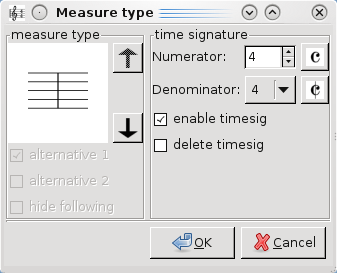 Measure type
measure type
alternative 1
alternative 2
hide following
time signature
Numerator: 4
Denominator: 4
enable timesig
delete timesig
OK
Cancel